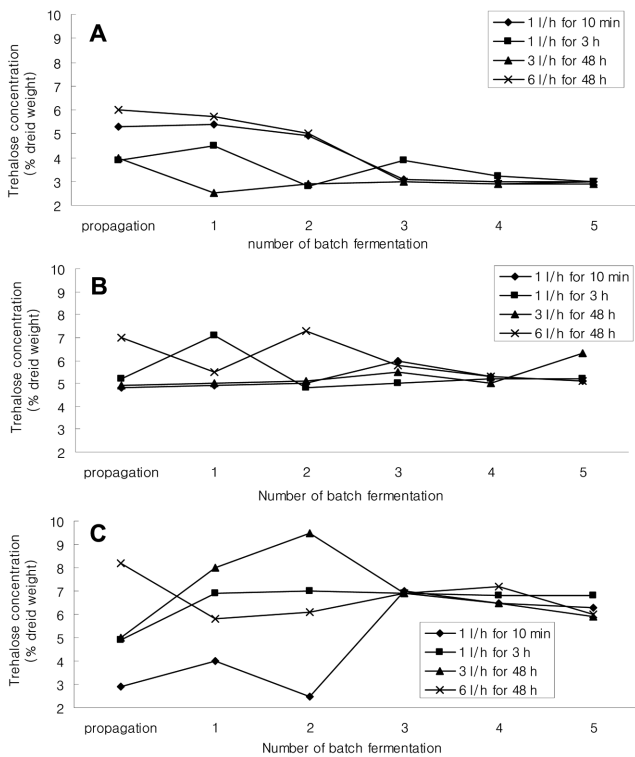 A
1 l/h for 10 min
1 l/h for 3 h
3 l/h for 48 h
6 l/h for 48 h
Trehalose concentration
(% dreid weight)
10
9
8
7
6
5
4
3
2
propagation 1 2 3 4 5
number of batch fermentation
B
1 l/h for 10 min
1 l/h for 3 h
3 l/h for 48 h
6 l/h for 48 h
Trehalose concentration
(% dreid weight)
10
9
8
7
6
5
4
3
2
propagation 1 2 3 4 5
Number of batch fermentation
C
Trehalose concentration
(% dreid weight)
10
9
8
7
6
5
4
3
2
1 l/h for 10 min
1 l/h for 3 h
3 l/h for 48 h
6 l/h for 48 h
propagation 1 2 3 4 5
Number of batch fermentation